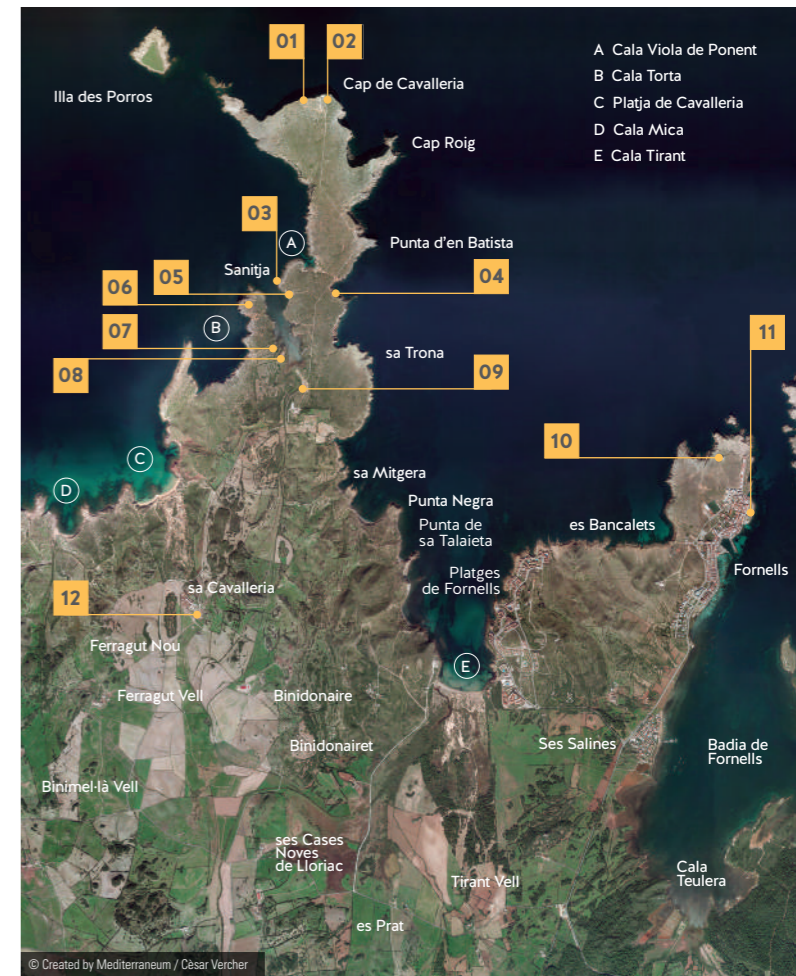 01
02
A Cala Viola de Ponent
B Cala Torta
C Platja de Cavalleria
D Cala Mica
E Cala Tirant
Illa des Porros
Cap de Cavalleria
Cap Roig
03
A
Punta d'en Batista
Sanitja
05
04
06
B
07
sa Trona
08
09
11
10
C
D
sa Mitgera
Punta Negra
Punta de
sa Talaieta
es Bancalets
Platges
de Fornells
Fornells
12
sa Cavalleria
Ferragut Nou
E
Ferragut Vell
Binidonaire
Binidonairet
Ses Salines
Badia de
Fornells
Binimel·là Vell
ses Cases
Noves
de Lloriac
Tirant Vell
Cala
Teulera
es Prat
© Created by Mediterraneum / Cèsar Vercher